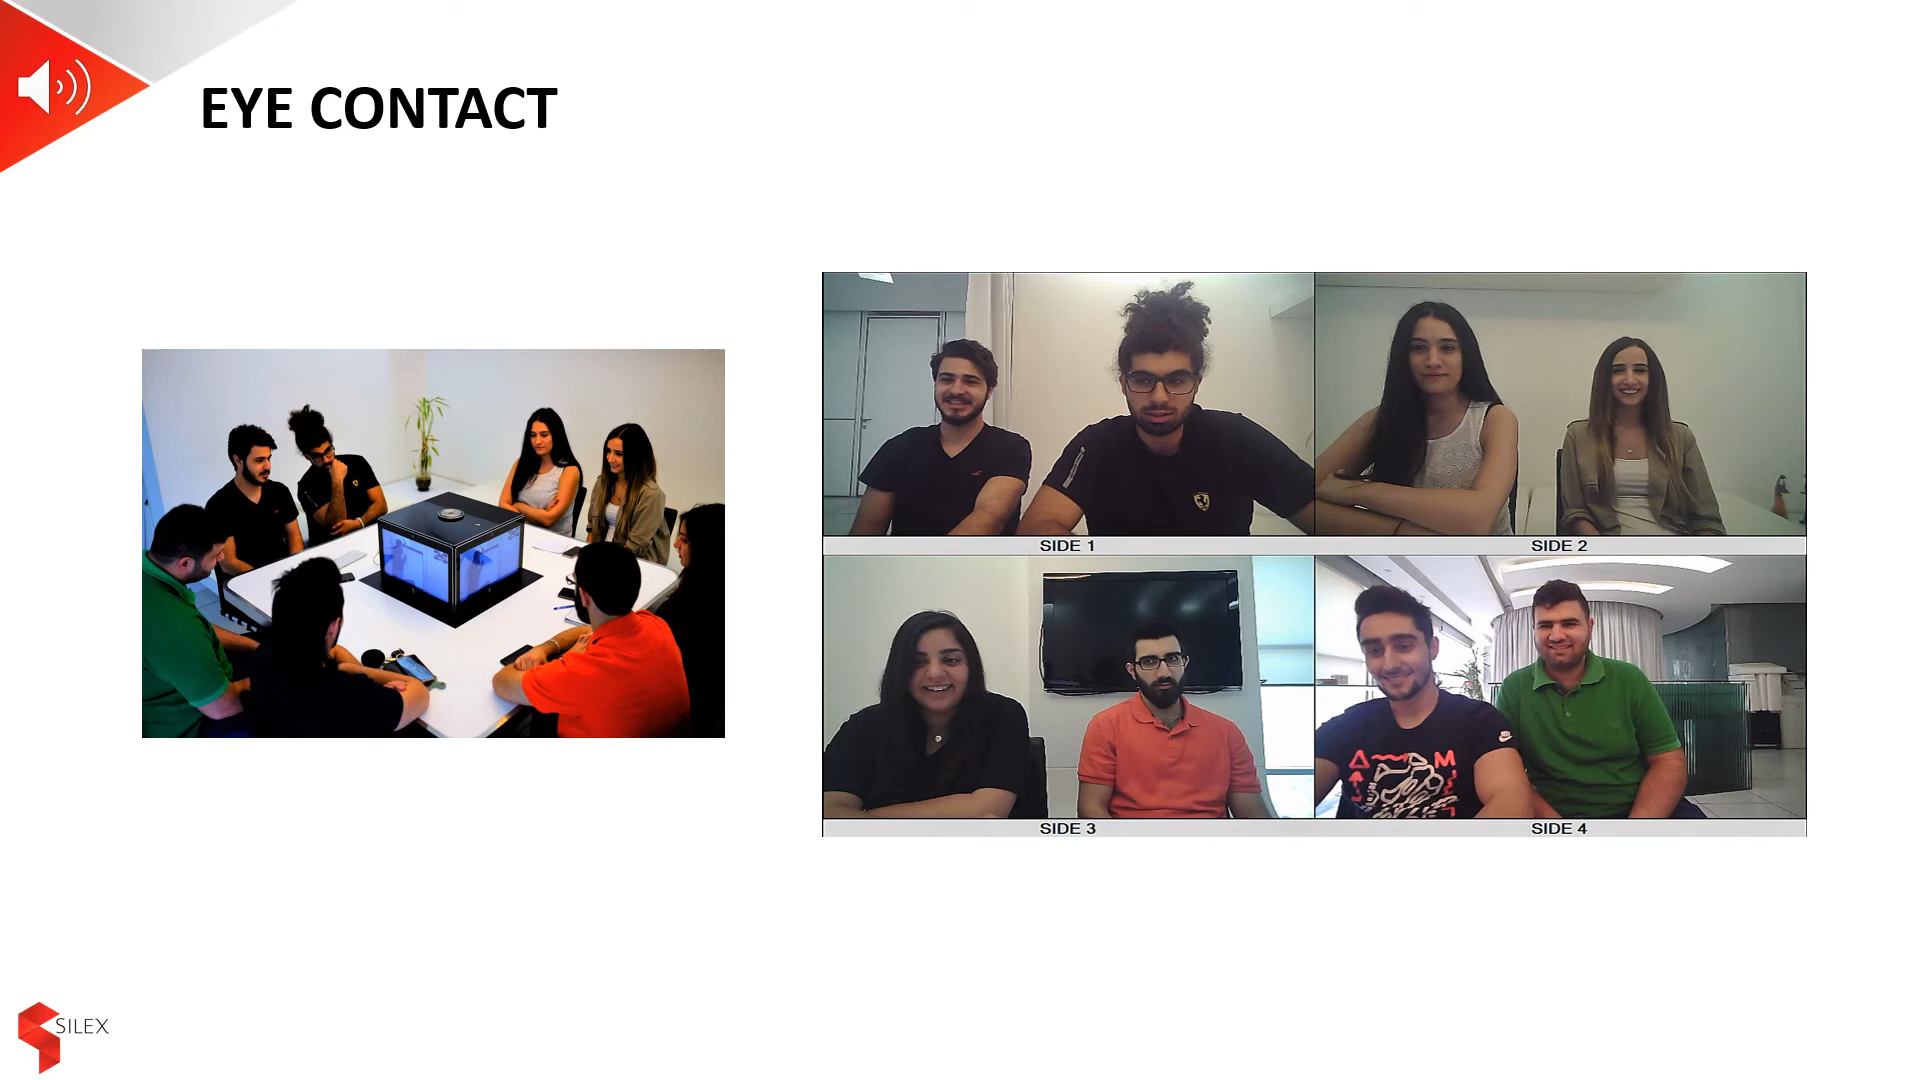 EYE CONTACT
SIDE 1
SIDE 2
SIDE 3
SIDE 4
SILEX